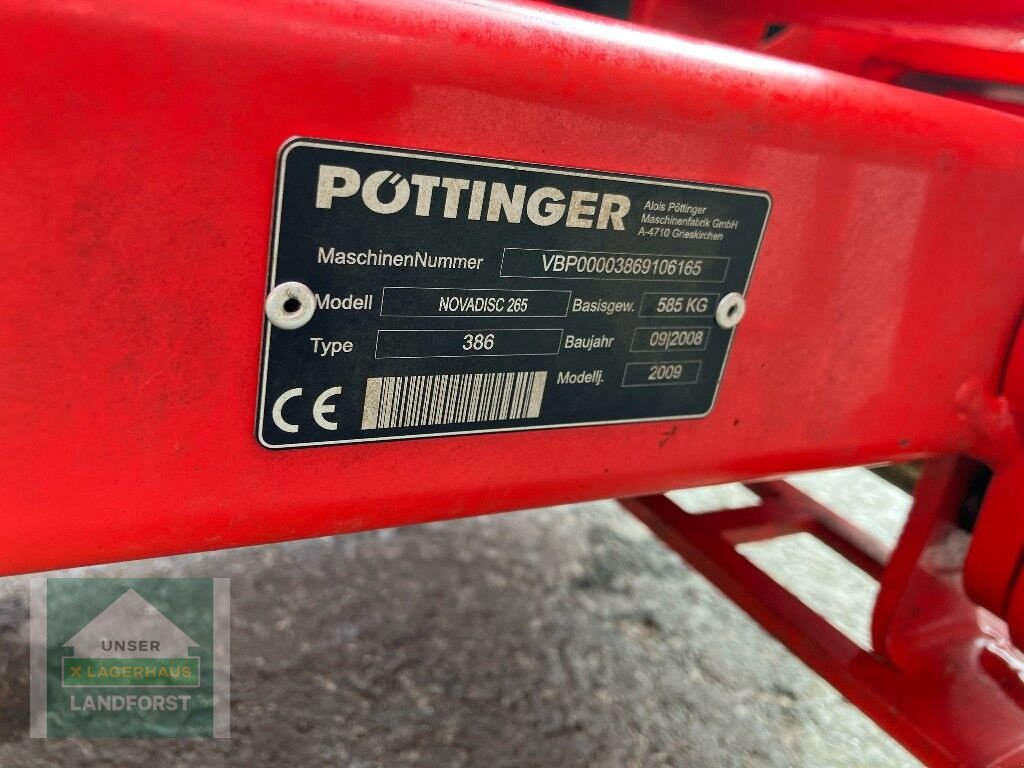 PÖTTINGER
Alois Pöttinger
Maschinenfabrik GmbH
A-4710 Grieskirchen
MaschinenNummer VBP00003869106165
Modell NOVADISC 265 Basisgew. 585 KG
Type 386 Baujahr 09|2008
Modellj. 2009
CE
UNSER
X LAGERHAUS
LANDFORST